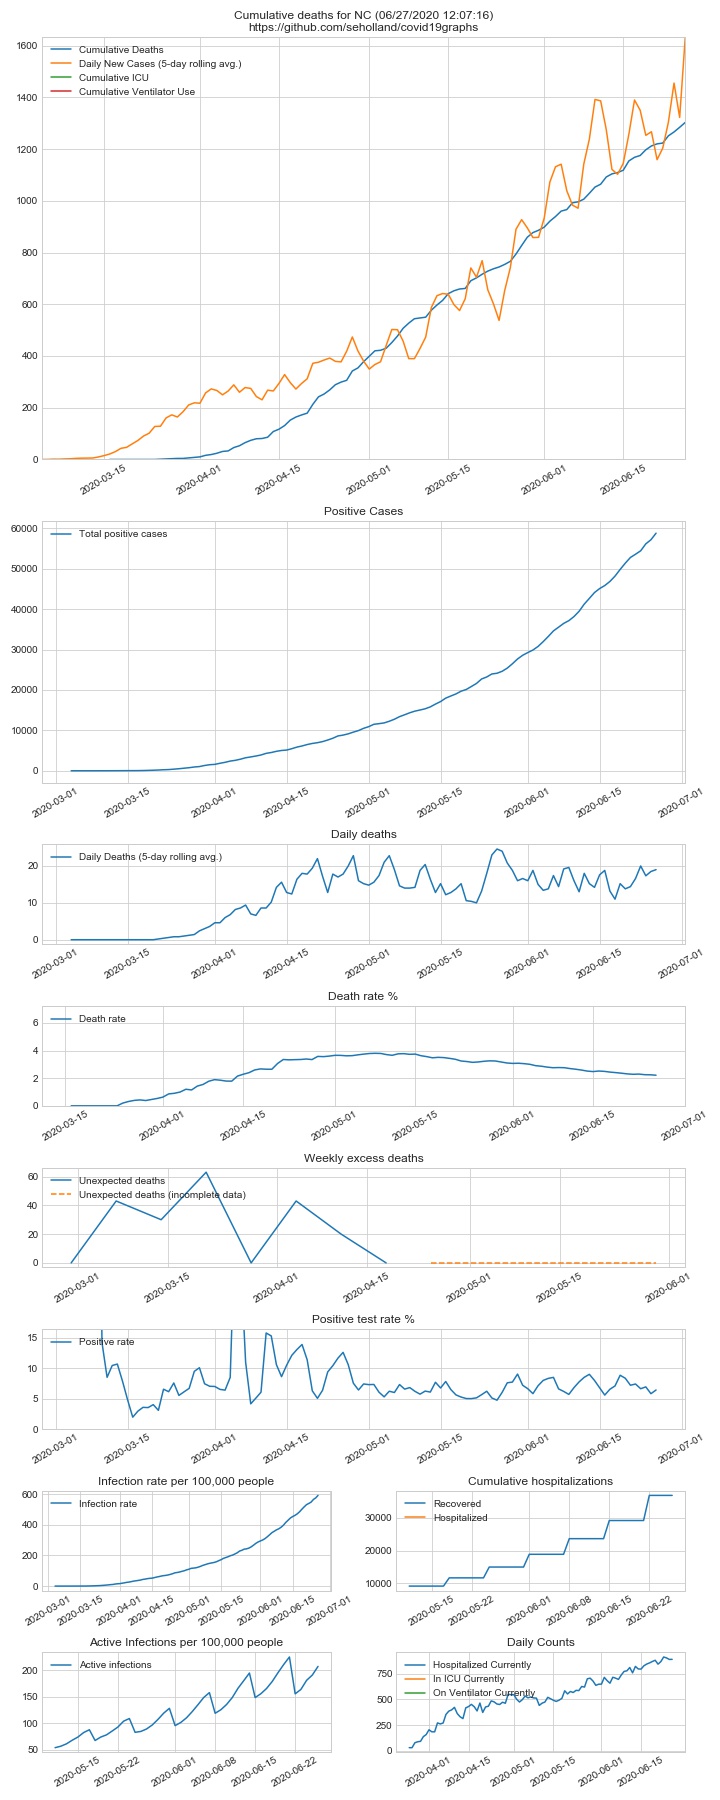 Cumulative deaths for NC (06/27/2020 12:07:16)
https://github.com/seholland/covid19graphs
Cumulative Deaths
Daily New Cases (5-day rolling avg.)
Cumulative ICU
Cumulative Ventilator Use
1600
1400
1200
1000
800
600
400
200
0
2020-03-15 2020-04-01 2020-04-15 2020-05-01 2020-05-15 2020-06-01 2020-06-15
Positive Cases
Total positive cases
60000
50000
40000
30000
20000
10000
0
2020-03-01 2020-03-15 2020-04-01 2020-04-15 2020-05-01 2020-05-15 2020-06-01 2020-06-15 2020-07-01
Daily deaths
Daily Deaths (5-day rolling avg.)
20
10
0
2020-03-01 2020-03-15 2020-04-01 2020-04-15 2020-05-01 2020-05-15 2020-06-01 2020-06-15 2020-07-01
Death rate %
Death rate
6
4
2
0
2020-03-15 2020-04-01 2020-04-15 2020-05-01 2020-05-15 2020-06-01 2020-06-15 2020-07-01
Weekly excess deaths
Unexpected deaths
Unexpected deaths (incomplete data)
60
40
20
0
2020-03-01 2020-03-15 2020-04-01 2020-04-15 2020-05-01 2020-05-15 2020-06-01
Positive test rate %
Positive rate
15
10
5
0
2020-03-01 2020-03-15 2020-04-01 2020-04-15 2020-05-01 2020-05-15 2020-06-01 2020-06-15 2020-07-01
Infection rate per 100,000 people
Infection rate
600
400
200
0
2020-03-01 2020-03-15 2020-04-01 2020-04-15 2020-05-01 2020-05-15 2020-06-01 2020-06-15 2020-07-01
Cumulative hospitalizations
Recovered
Hospitalized
30000
20000
10000
2020-05-15 2020-05-22 2020-06-01 2020-06-08 2020-06-15 2020-06-22
Active Infections per 100,000 people
Active infections
200
150
100
50
2020-05-15 2020-05-22 2020-06-01 2020-06-08 2020-06-15 2020-06-22
Daily Counts
Hospitalized Currently
In ICU Currently
On Ventilator Currently
750
500
250
0
2020-04-01 2020-04-15 2020-05-01 2020-05-15 2020-06-01 2020-06-15